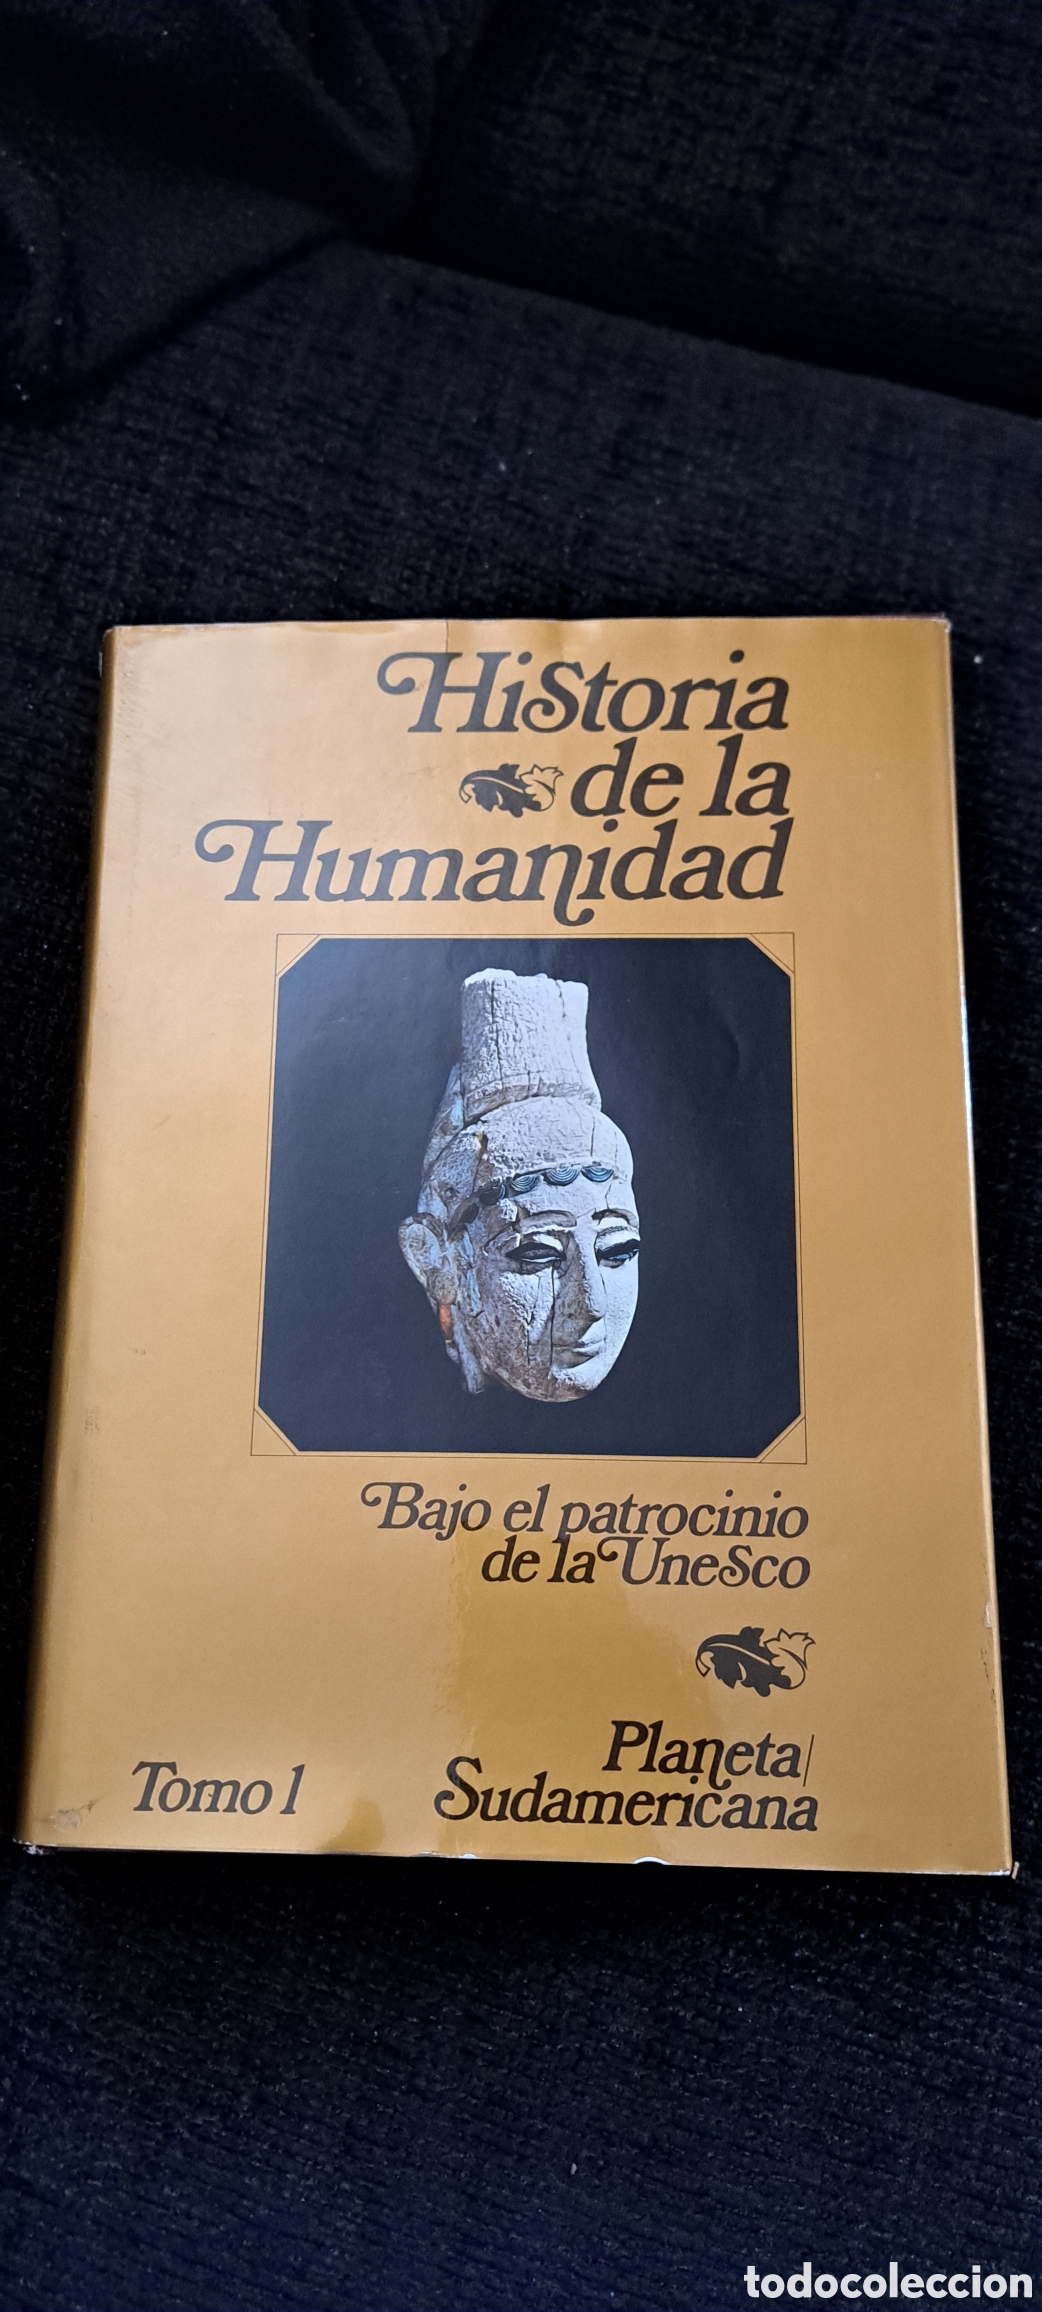 Historia
de la
Humanidad
Bajo el patrocinio
de la Unesco
Planeta/
Tomo 1 Sudamericana
todocoleccion